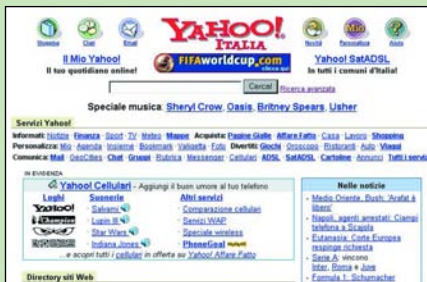 Shopping Chat Email
YAHOO!
ITALIA
Novità Personalizza Aiuto
Il Mio Yahoo!
Il tuo quotidiano online!
FIFAworldcup.com
clicca qui
Yahoo! SatADSL
In tutti i comuni d'Italia!
Cerca! Ricerca avanzata
Speciale musica: Sheryl Crow, Oasis, Britney Spears, Usher
Servizi Yahoo!
Informati: Notizie Finanza Sport TV Meteo Mappe Acquista: Pagine Gialle Affare Fatto - Casa Lavoro Shopping
Personalizza: Mio Agenda Insieme Bookmark Valigetta Foto Divertiti: Giochi Oroscopo Ristoranti Auto Viaggi
Comunica: Mail GeoCities Chat Gruppi Rubrica Messenger Cellulari ADSL SatADSL Cartoline Annunci Tutti i servizi
IN EVIDENZA
Yahoo! Cellulari - Aggiungi il buon umore al tuo telefono
Loghi Suonerie Altri servizi
YAHOO!
Champion
· Salvami
· Lupin III
· Star Wars
· Indiana Jones
· Comparazione cellulari
· Servizi WAP
· Speciale wireless
· PhoneGoal
...e scopri tutti i cellulari in offerta su Yahoo! Affare Fatto
Nelle notizie
· Medio Oriente, Bush: 'Arafat è libero'
· Napoli, agenti arrestati: Ciampi telefona a Scajola
· Eutanasia: Corte Europea respinge richiesta
· Serie A: vincono Inter, Roma e Juve
· Formula 1: Schumacher
Directory siti Web